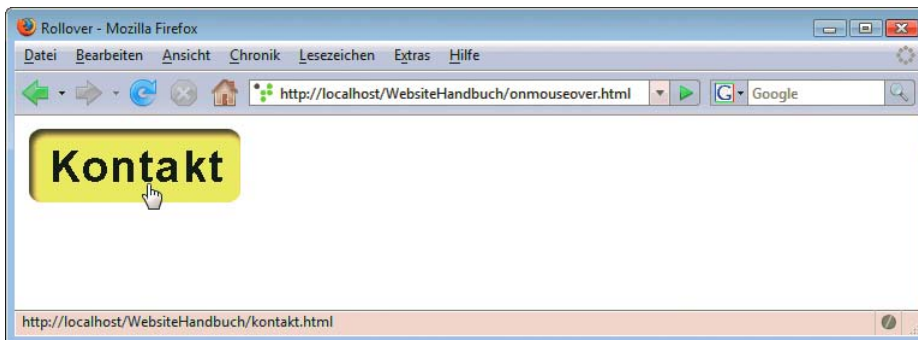 Rollover - Mozilla Firefox
Datei Bearbeiten Ansicht Chronik Lesezeichen Extras Hilfe
http://localhost/WebsiteHandbuch/onmouseover.html G Google
Kontakt
http://localhost/WebsiteHandbuch/kontakt.html